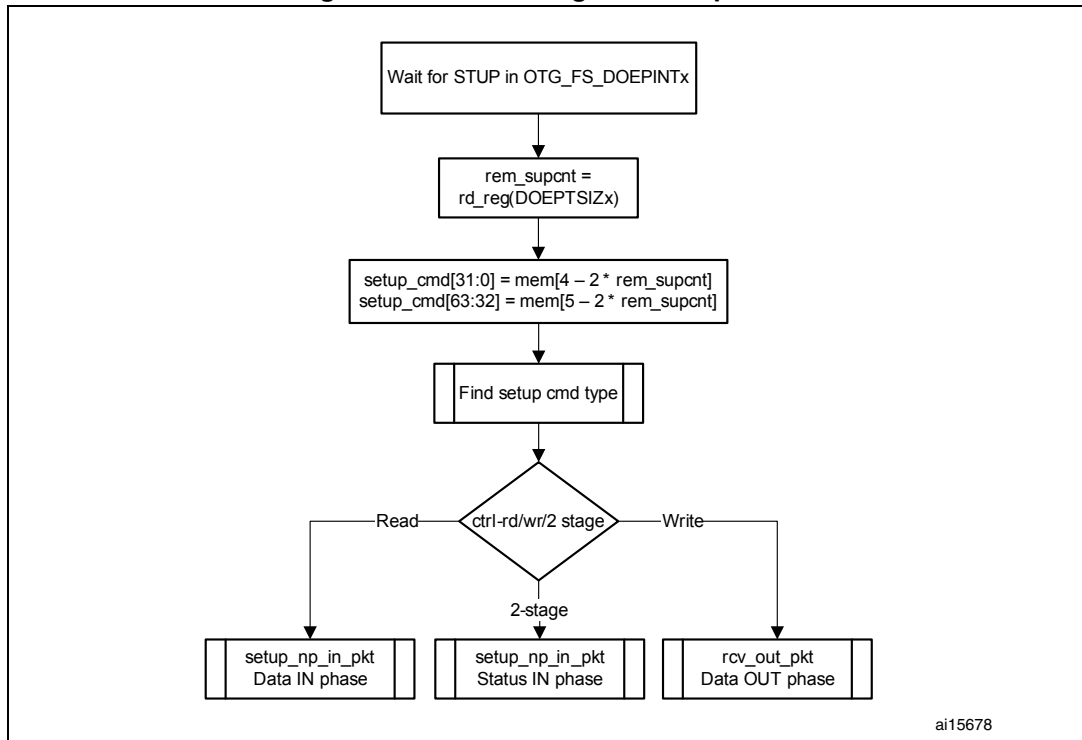 Wait for STUP in OTG_FS_DOEPINTx
rem_supcnt =
rd_reg(DOEPTSIZx)
setup_cmd[31:0] = mem[4 – 2 * rem_supcnt]
setup_cmd[63:32] = mem[5 – 2 * rem_supcnt]
Find setup cmd type
Read
ctrl-rd/wr/2 stage
Write
2-stage
setup_np_in_pkt
Data IN phase
setup_np_in_pkt
Status IN phase
rcv_out_pkt
Data OUT phase
ai15678